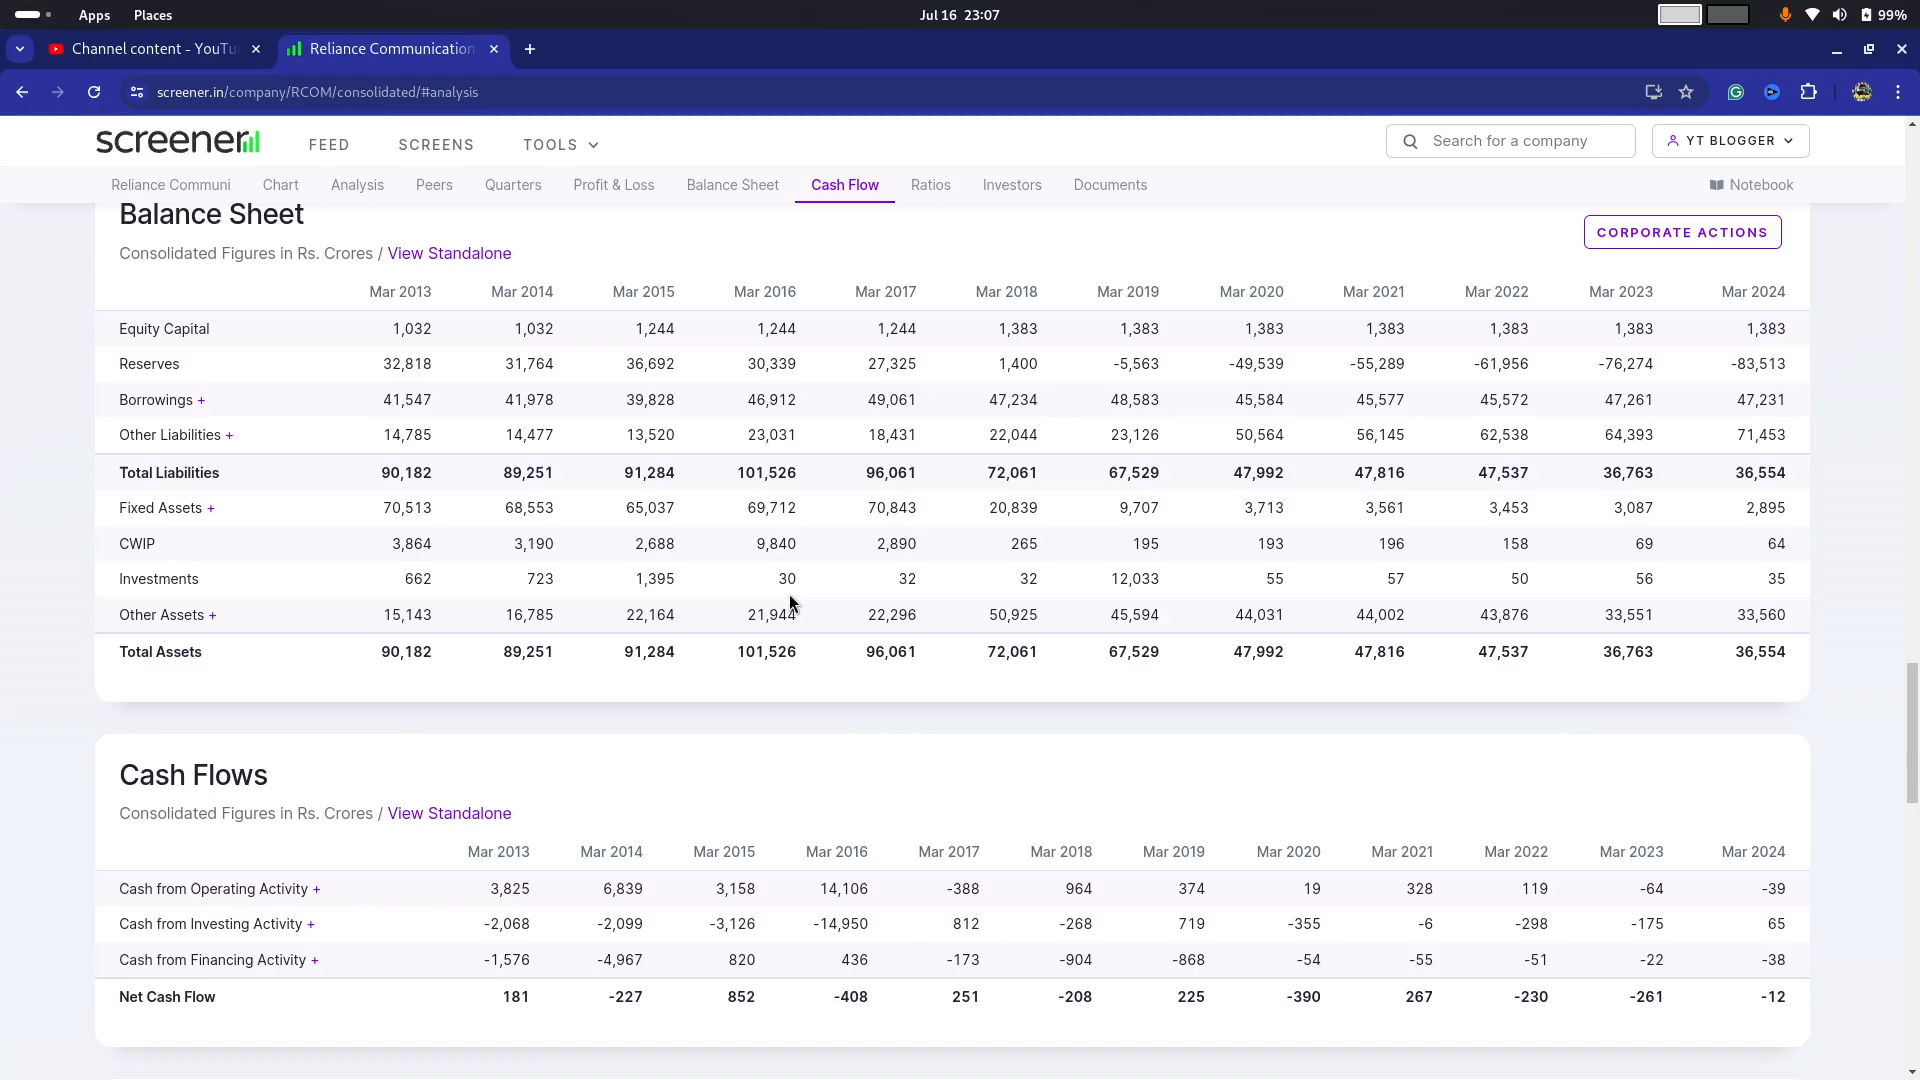 Apps Places Jul 16 23:07 99%
Channel content - YouTu Reliance Communication
screener.in/company/RCOM/consolidated/#analysis
screener FEED SCREENS TOOLS Search for a company YT BLOGGER
Reliance Communi Chart Analysis Peers Quarters Profit & Loss Balance Sheet Cash Flow Ratios Investors Documents Notebook
Balance Sheet
CORPORATE ACTIONS
Consolidated Figures in Rs. Crores / View Standalone
Mar 2013 Mar 2014 Mar 2015 Mar 2016 Mar 2017 Mar 2018 Mar 2019 Mar 2020 Mar 2021 Mar 2022 Mar 2023 Mar 2024
Equity Capital 1,032 1,032 1,244 1,244 1,244 1,383 1,383 1,383 1,383 1,383 1,383 1,383
Reserves 32,818 31,764 36,692 30,339 27,325 1,400 -5,563 -49,539 -55,289 -61,956 -76,274 -83,513
Borrowings + 41,547 41,978 39,828 46,912 49,061 47,234 48,583 45,584 45,577 45,572 47,261 47,231
Other Liabilities + 14,785 14,477 13,520 23,031 18,431 22,044 23,126 50,564 56,145 62,538 64,393 71,453
Total Liabilities 90,182 89,251 91,284 101,526 96,061 72,061 67,529 47,992 47,816 47,537 36,763 36,554
Fixed Assets + 70,513 68,553 65,037 69,712 70,843 20,839 9,707 3,713 3,561 3,453 3,087 2,895
CWIP 3,864 3,190 2,688 9,840 2,890 265 195 193 196 158 69 64
Investments 662 723 1,395 30 32 32 12,033 55 57 50 56 35
Other Assets + 15,143 16,785 22,164 21,944 22,296 50,925 45,594 44,031 44,002 43,876 33,551 33,560
Total Assets 90,182 89,251 91,284 101,526 96,061 72,061 67,529 47,992 47,816 47,537 36,763 36,554
Cash Flows
Consolidated Figures in Rs. Crores / View Standalone
Mar 2013 Mar 2014 Mar 2015 Mar 2016 Mar 2017 Mar 2018 Mar 2019 Mar 2020 Mar 2021 Mar 2022 Mar 2023 Mar 2024
Cash from Operating Activity + 3,825 6,839 3,158 14,106 -388 964 374 19 328 119 -64 -39
Cash from Investing Activity + -2,068 -2,099 -3,126 -14,950 812 -268 719 -355 -6 -298 -175 65
Cash from Financing Activity + -1,576 -4,967 820 436 -173 -904 -868 -54 -55 -51 -22 -38
Net Cash Flow 181 -227 852 -408 251 -208 225 -390 267 -230 -261 -12